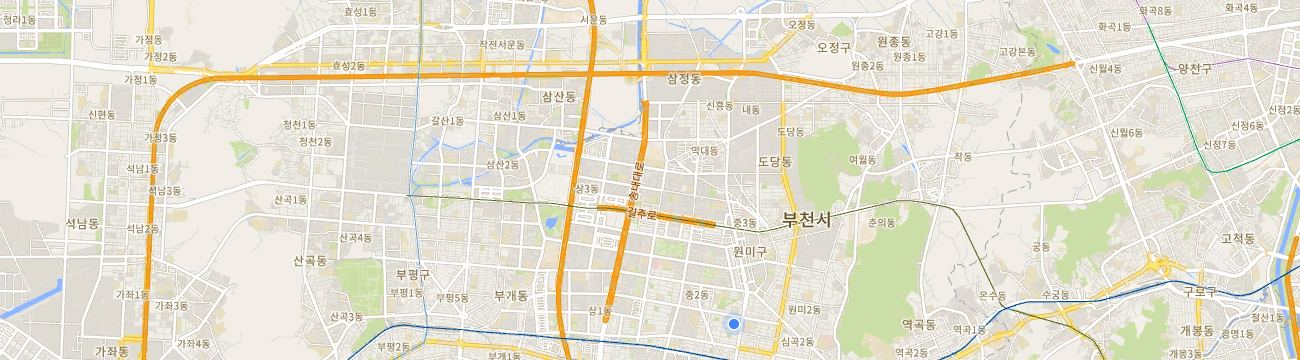 효성1동
화곡8동
화곡4동
청라1동
서운동
오정동
화곡1동
가정동
작전서운동
오정구
원종동
고강1동
고강본동
가정2동
효성2동
원종1동
원종2동
신월4동
양천구
가정1동
삼정동
삼산동
신흥동
내동
신정2동
신현동
청천1동
갈산1동
삼산1동
신정6동
가정3동
청천2동
도당동
신월6동
신정7동
약대동
도당동
여월동
작동
석남1동
삼산2동
송내대로
석남3동
상3동
산곡1동
길주로
석남동
석남2동
중3동
부천시
춘의동
산곡4동
원미구
궁동
고척동
산곡동
부평구
부평1동
부평5동
부개동
중2동
온수동
수궁동
구로구
가좌1동
가좌3동
산곡3동
상1동
원미2동
역곡동
역곡1동
개봉동
철산1동
광명1동
가좌동
가좌4동
부평2동
부개1동
심곡2동
역곡2동
개봉3동